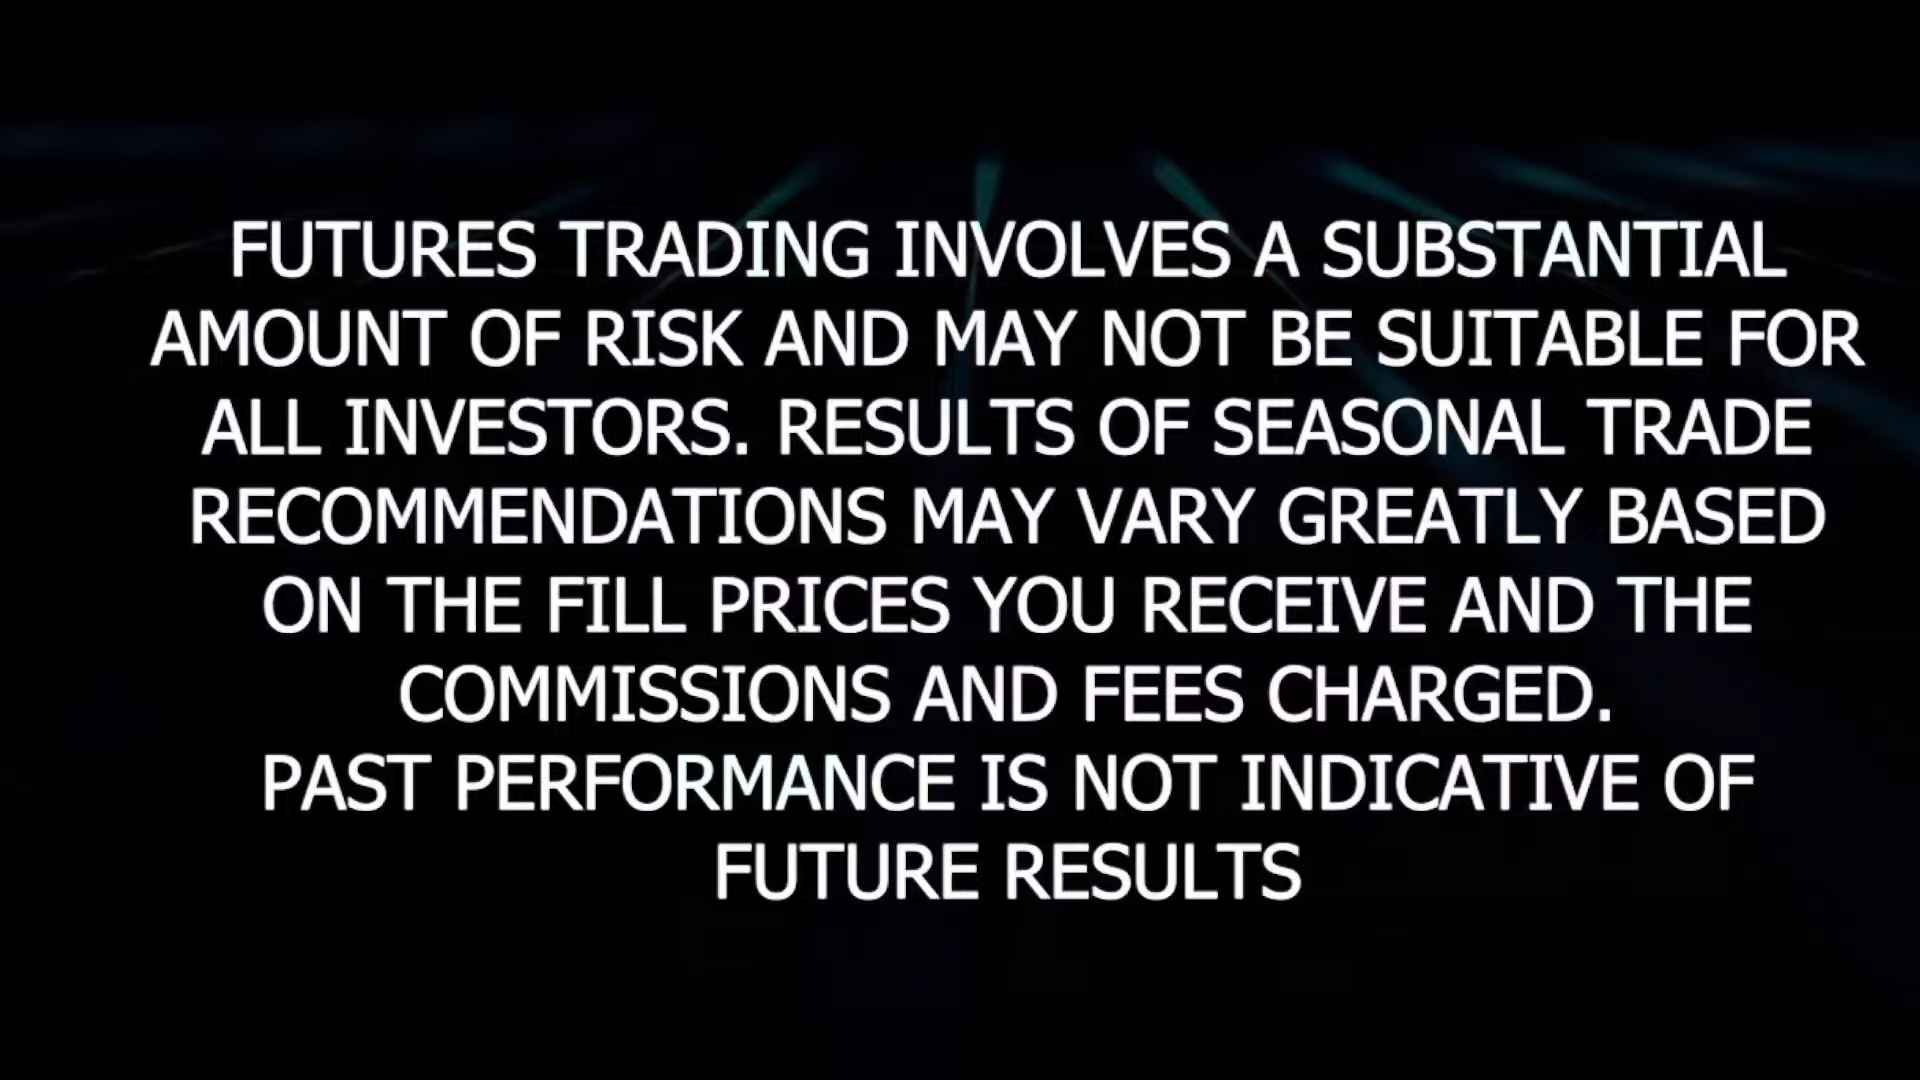 FUTURES TRADING INVOLVES A SUBSTANTIAL
AMOUNT OF RISK AND MAY NOT BE SUITABLE FOR
ALL INVESTORS. RESULTS OF SEASONAL TRADE
RECOMMENDATIONS MAY VARY GREATLY BASED
ON THE FILL PRICES YOU RECEIVE AND THE
COMMISSIONS AND FEES CHARGED.
PAST PERFORMANCE IS NOT INDICATIVE OF
FUTURE RESULTS